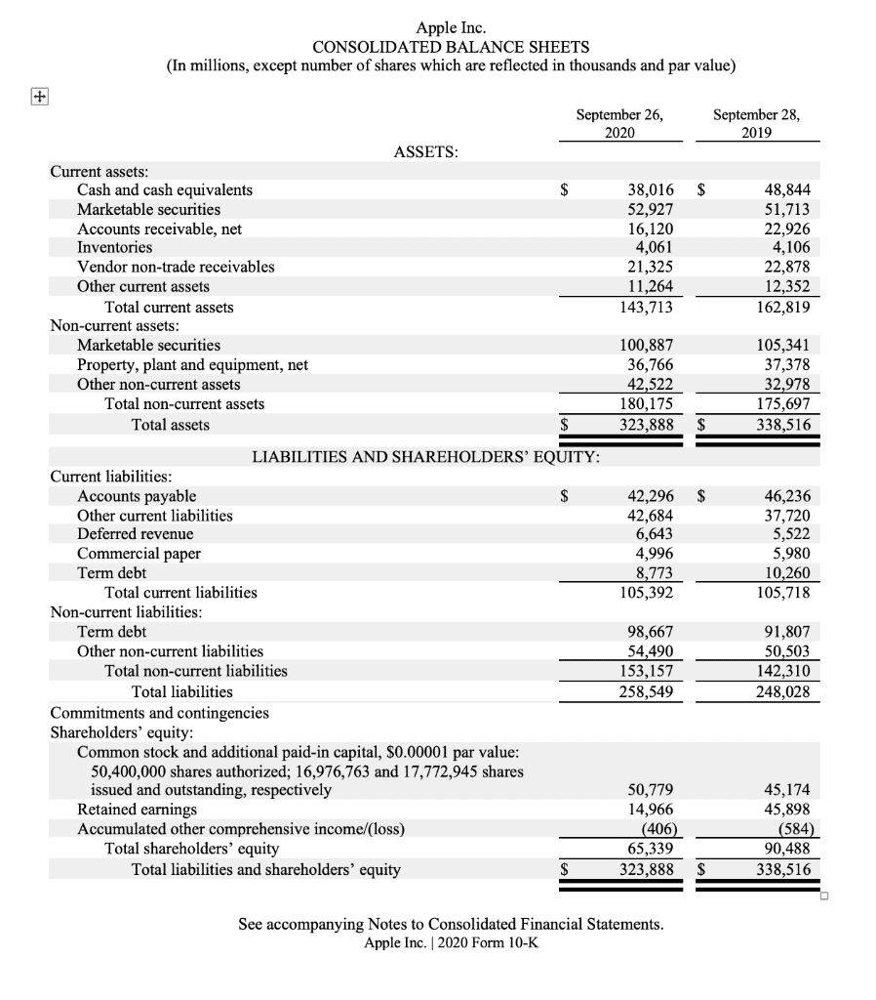 Apple Inc.
CONSOLIDATED BALANCE SHEETS
(In millions, except number of shares which are reflected in thousands and par value)
September 26, 2020 September 28, 2019
ASSETS:
Current assets:
Cash and cash equivalents $ 38,016 $ 48,844
Marketable securities 52,927 51,713
Accounts receivable, net 16,120 22,926
Inventories 4,061 4,106
Vendor non-trade receivables 21,325 22,878
Other current assets 11,264 12,352
Total current assets 143,713 162,819
Non-current assets:
Marketable securities 100,887 105,341
Property, plant and equipment, net 36,766 37,378
Other non-current assets 42,522 32,978
Total non-current assets 180,175 175,697
Total assets $ 323,888 $ 338,516
LIABILITIES AND SHAREHOLDERS’ EQUITY:
Current liabilities:
Accounts payable $ 42,296 $ 46,236
Other current liabilities 42,684 37,720
Deferred revenue 6,643 5,522
Commercial paper 4,996 5,980
Term debt 8,773 10,260
Total current liabilities 105,392 105,718
Non-current liabilities:
Term debt 98,667 91,807
Other non-current liabilities 54,490 50,503
Total non-current liabilities 153,157 142,310
Total liabilities 258,549 248,028
Commitments and contingencies
Shareholders’ equity:
Common stock and additional paid-in capital, $0.00001 par value:
50,400,000 shares authorized; 16,976,763 and 17,772,945 shares
issued and outstanding, respectively 50,779 45,174
Retained earnings 14,966 45,898
Accumulated other comprehensive income/(loss) (406) (584)
Total shareholders’ equity 65,339 90,488
Total liabilities and shareholders’ equity $ 323,888 $ 338,516
See accompanying Notes to Consolidated Financial Statements.
Apple Inc. | 2020 Form 10-K